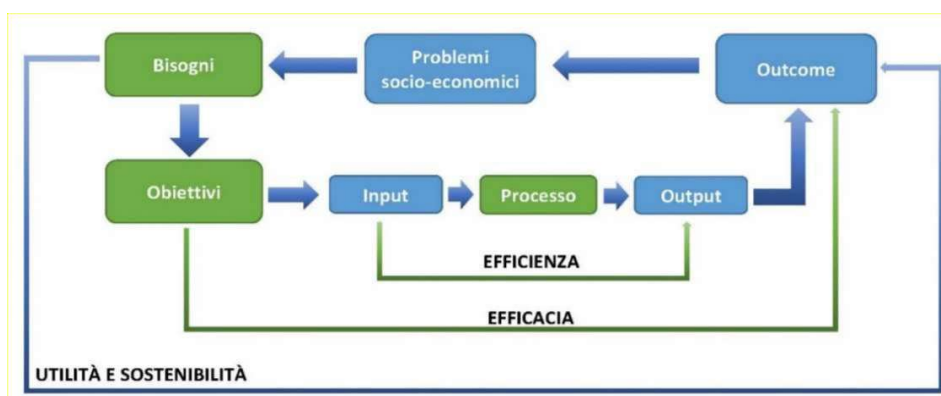 Bisogni
Problemi
socio-economici
Outcome
Obiettivi
Input
Processo
Output
EFFICIENZA
EFFICACIA
UTILITÀ E SOSTENIBILITÀ